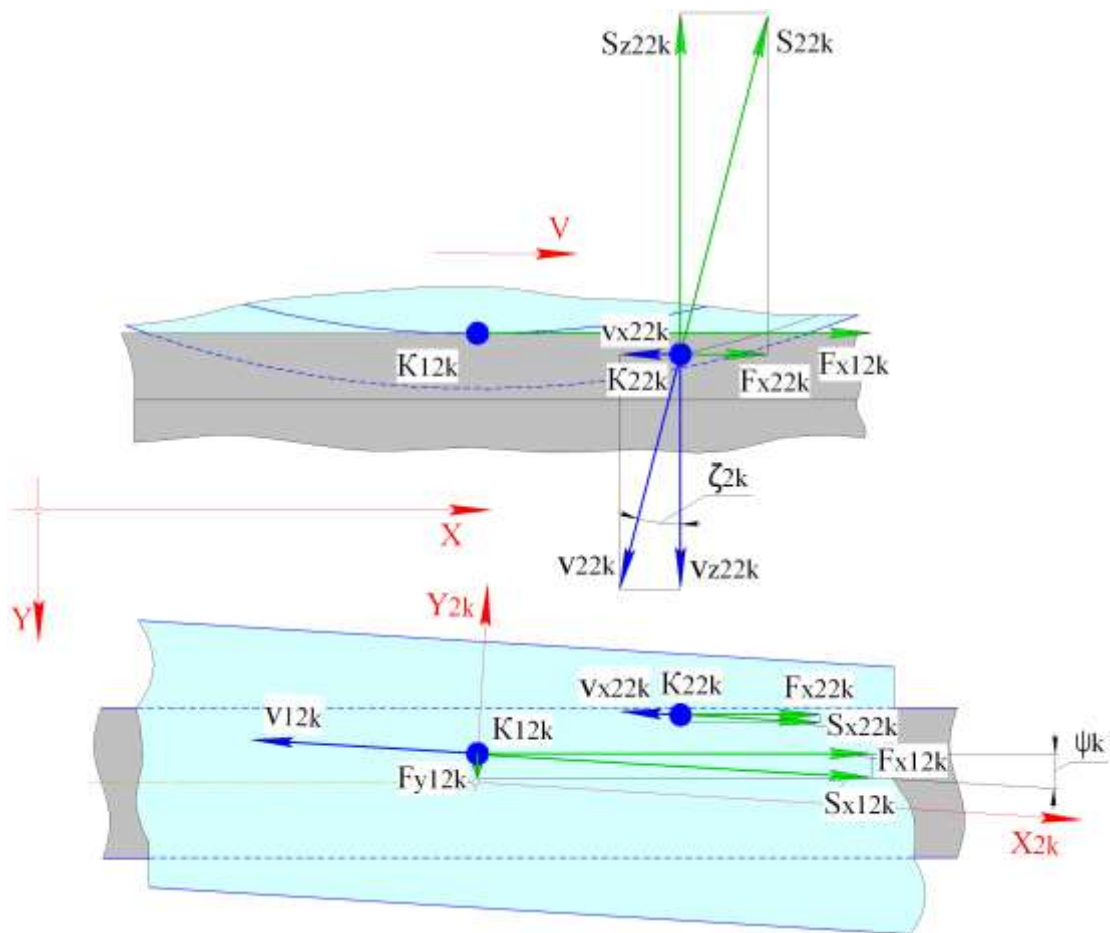 Sz22k S22k
V
vx22k
K12k K22k Fx22k Fx12k
ζ2k
X
v22k vz22k
Y Y2k
vx22k K22k Fx22k
v12k K12k Sx22k
Fy12k Fx12k ψk
Sx12k
X2k